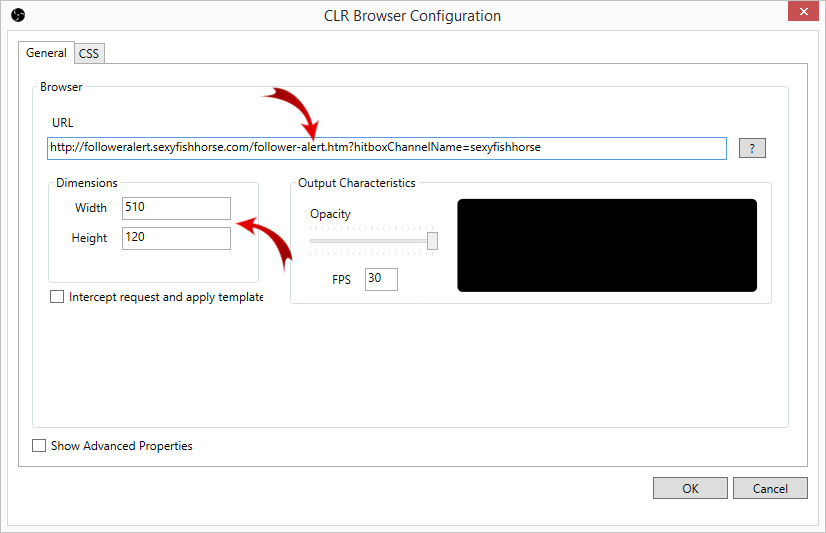 CLR Browser Configuration
General
CSS
Browser
URL
http://followeralert.sexyfishhorse.com/follower-alert.htm?hitboxChannelName=sexyfishhorse
?
Dimensions
Width
510
Height
120
Intercept request and apply template
Output Characteristics
Opacity
FPS
30
Show Advanced Properties
OK
Cancel